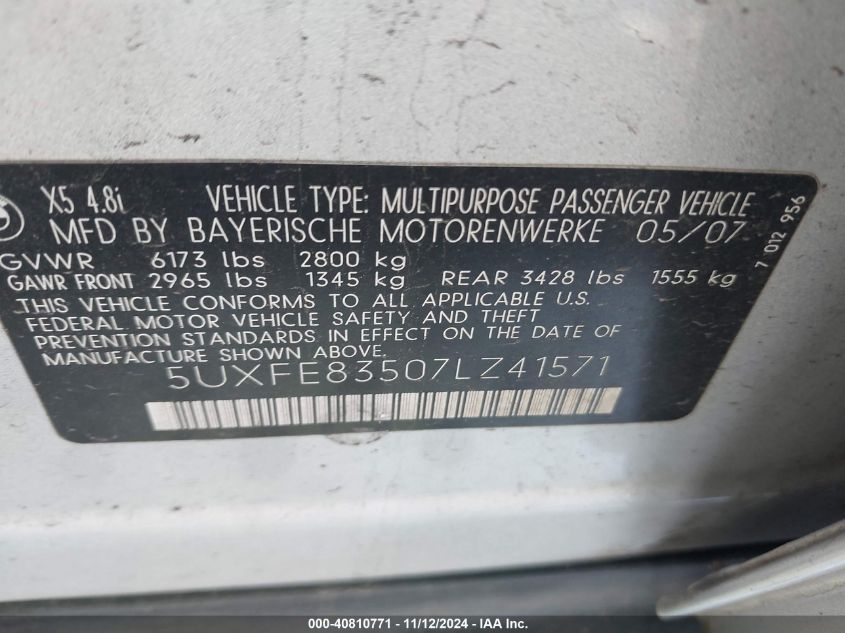 X5 4.8i VEHICLE TYPE: MULTIPURPOSE PASSENGER VEHICLE
MFD BY BAYERISCHE MOTORENWERKE 05/07
GVWR 6173 lbs 2800 kg
GAWR FRONT 2965 lbs 1345 kg REAR 3428 lbs 1555 kg
THIS VEHICLE CONFORMS TO ALL APPLICABLE U.S.
FEDERAL MOTOR VEHICLE SAFETY AND THEFT
PREVENTION STANDARDS IN EFFECT ON THE DATE OF
MANUFACTURE SHOWN ABOVE.
5UXFE83507LZ41571
7 012 956
000-40810771 - 11/12/2024 - IAA Inc.